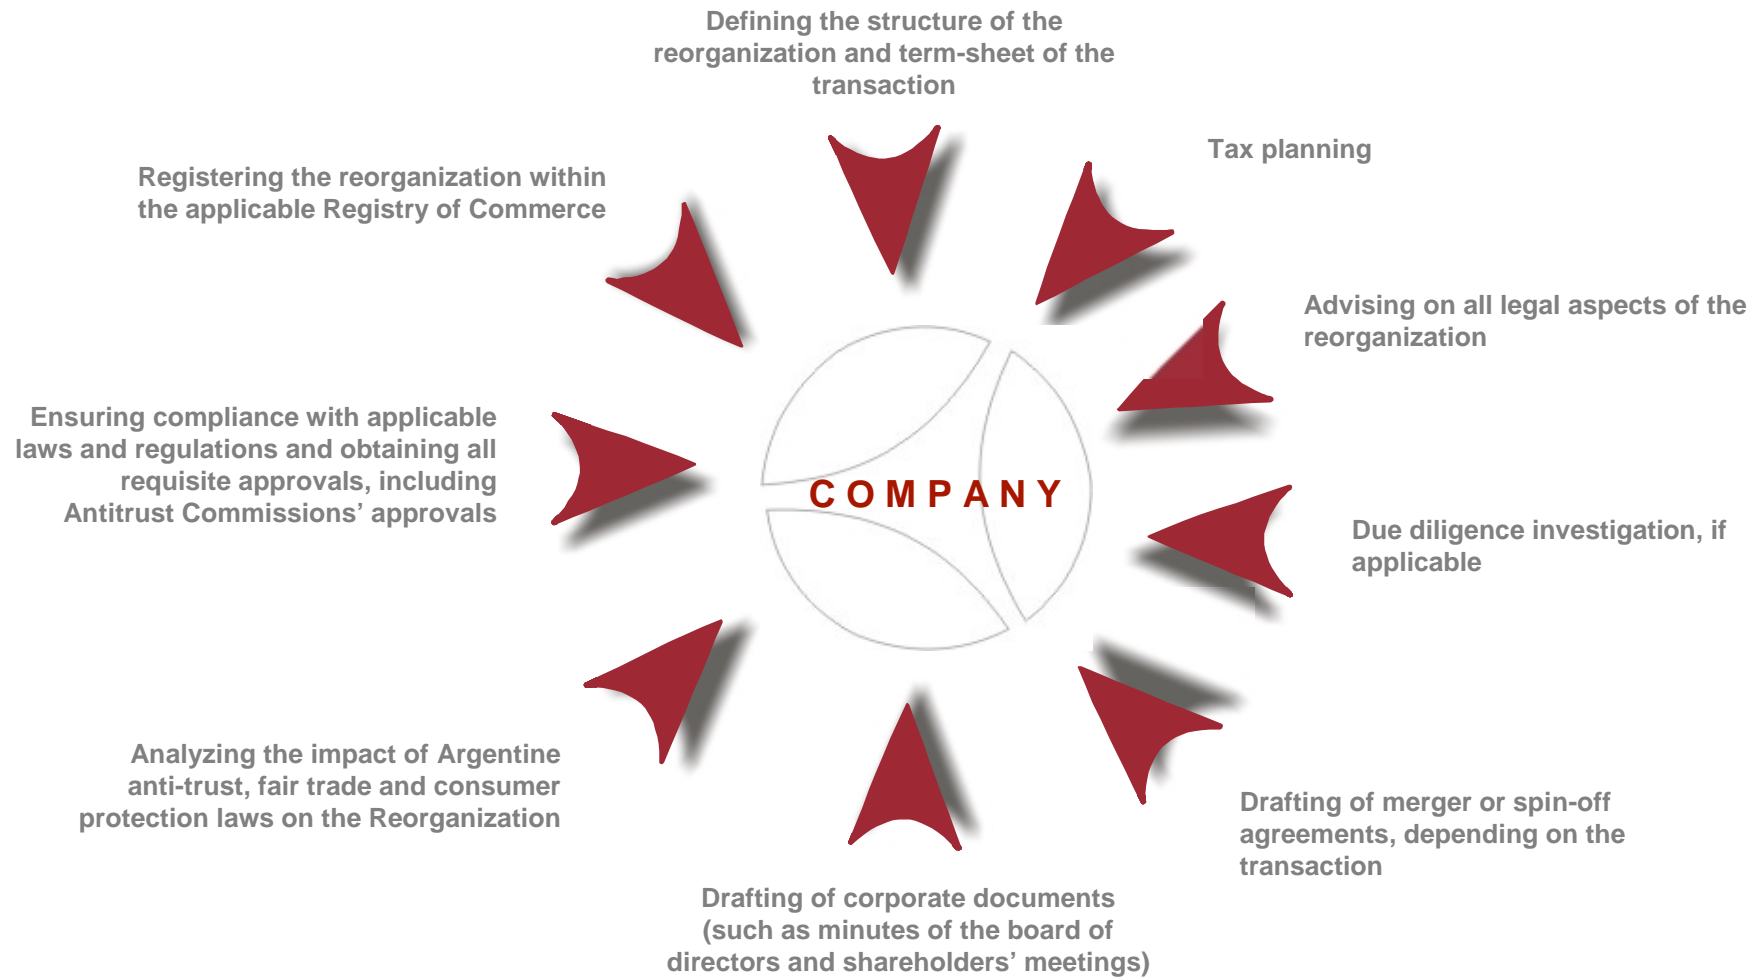 Defining the structure of the
reorganization and term-sheet of the
transaction
Tax planning
Registering the reorganization within
the applicable Registry of Commerce
Advising on all legal aspects of the
reorganization
Ensuring compliance with applicable
laws and regulations and obtaining all
requisite approvals, including
Antitrust Commissions’ approvals
COMPANY
Due diligence investigation, if
applicable
Analyzing the impact of Argentine
anti-trust, fair trade and consumer
protection laws on the Reorganization
Drafting of merger or spin-off
agreements, depending on the
transaction
Drafting of corporate documents
(such as minutes of the board of
directors and shareholders’ meetings)